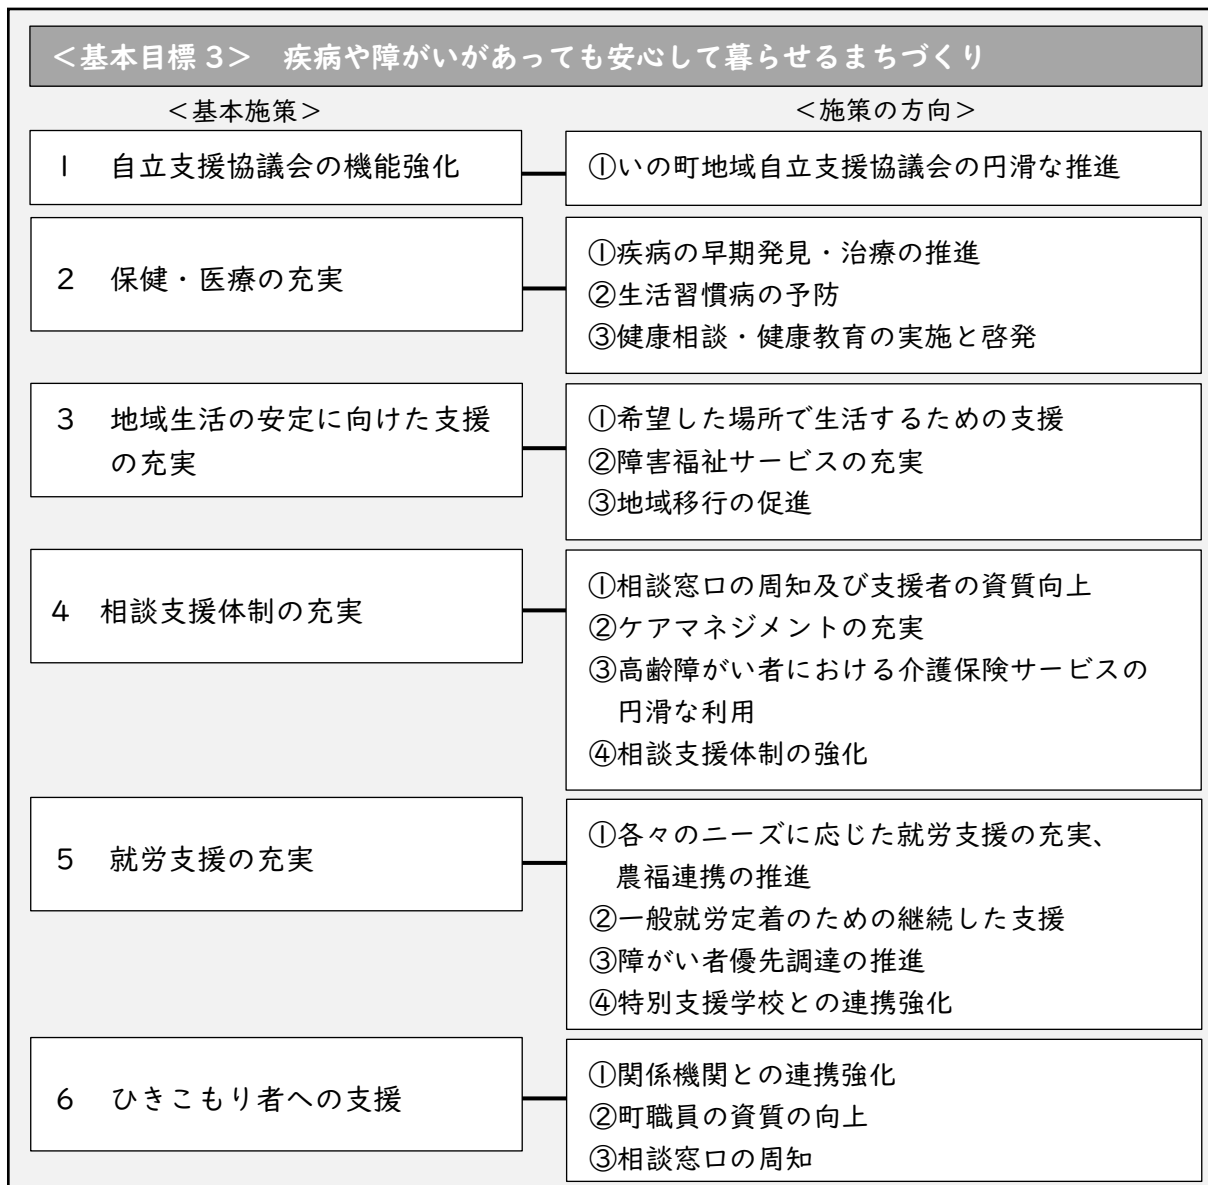 ＜基本目標３＞　疾病や障がいがあっても安心して暮らせるまちづくり
＜基本施策＞
＜施策の方向＞
１　自立支援協議会の機能強化
①いの町地域自立支援協議会の円滑な推進
２　保健・医療の充実
①疾病の早期発見・治療の推進
②生活習慣病の予防
③健康相談・健康教育の実施と啓発
３　地域生活の安定に向けた支援
の充実
①希望した場所で生活するための支援
②障害福祉サービスの充実
③地域移行の促進
４　相談支援体制の充実
①相談窓口の周知及び支援者の資質向上
②ケアマネジメントの充実
③高齢障がい者における介護保険サービスの
円滑な利用
④相談支援体制の強化
５　就労支援の充実
①各々のニーズに応じた就労支援の充実、
農福連携の推進
②一般就労定着のための継続した支援
③障がい者優先調達の推進
④特別支援学校との連携強化
６　ひきこもり者への支援
①関係機関との連携強化
②町職員の資質の向上
③相談窓口の周知